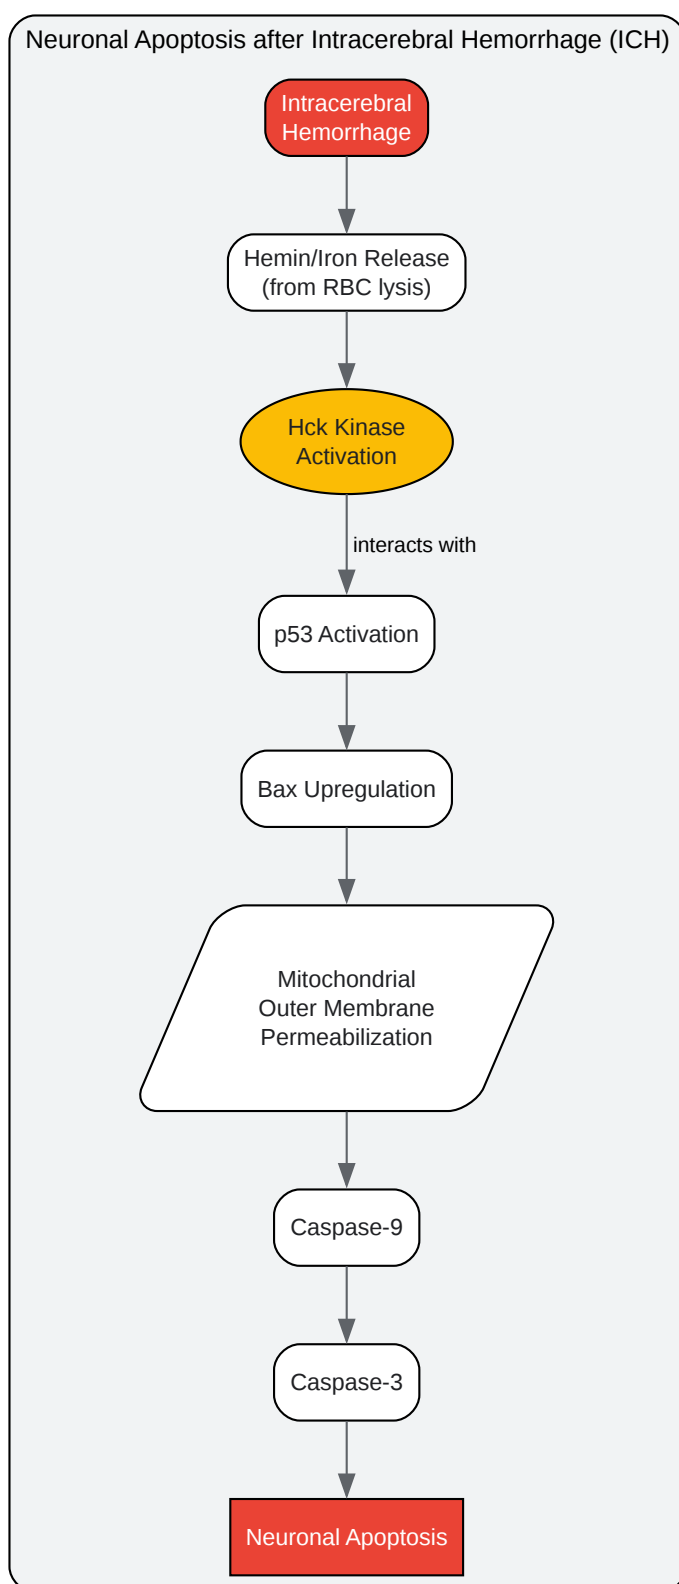 Neuronal Apoptosis after Intracerebral Hemorrhage (ICH)
Intracerebral
Hemorrhage
Hemin/Iron Release
(from RBC lysis)
Hck Kinase
Activation
interacts with
p53 Activation
Bax Upregulation
Mitochondrial
Outer Membrane
Permeabilization
Caspase-9
Caspase-3
Neuronal Apoptosis